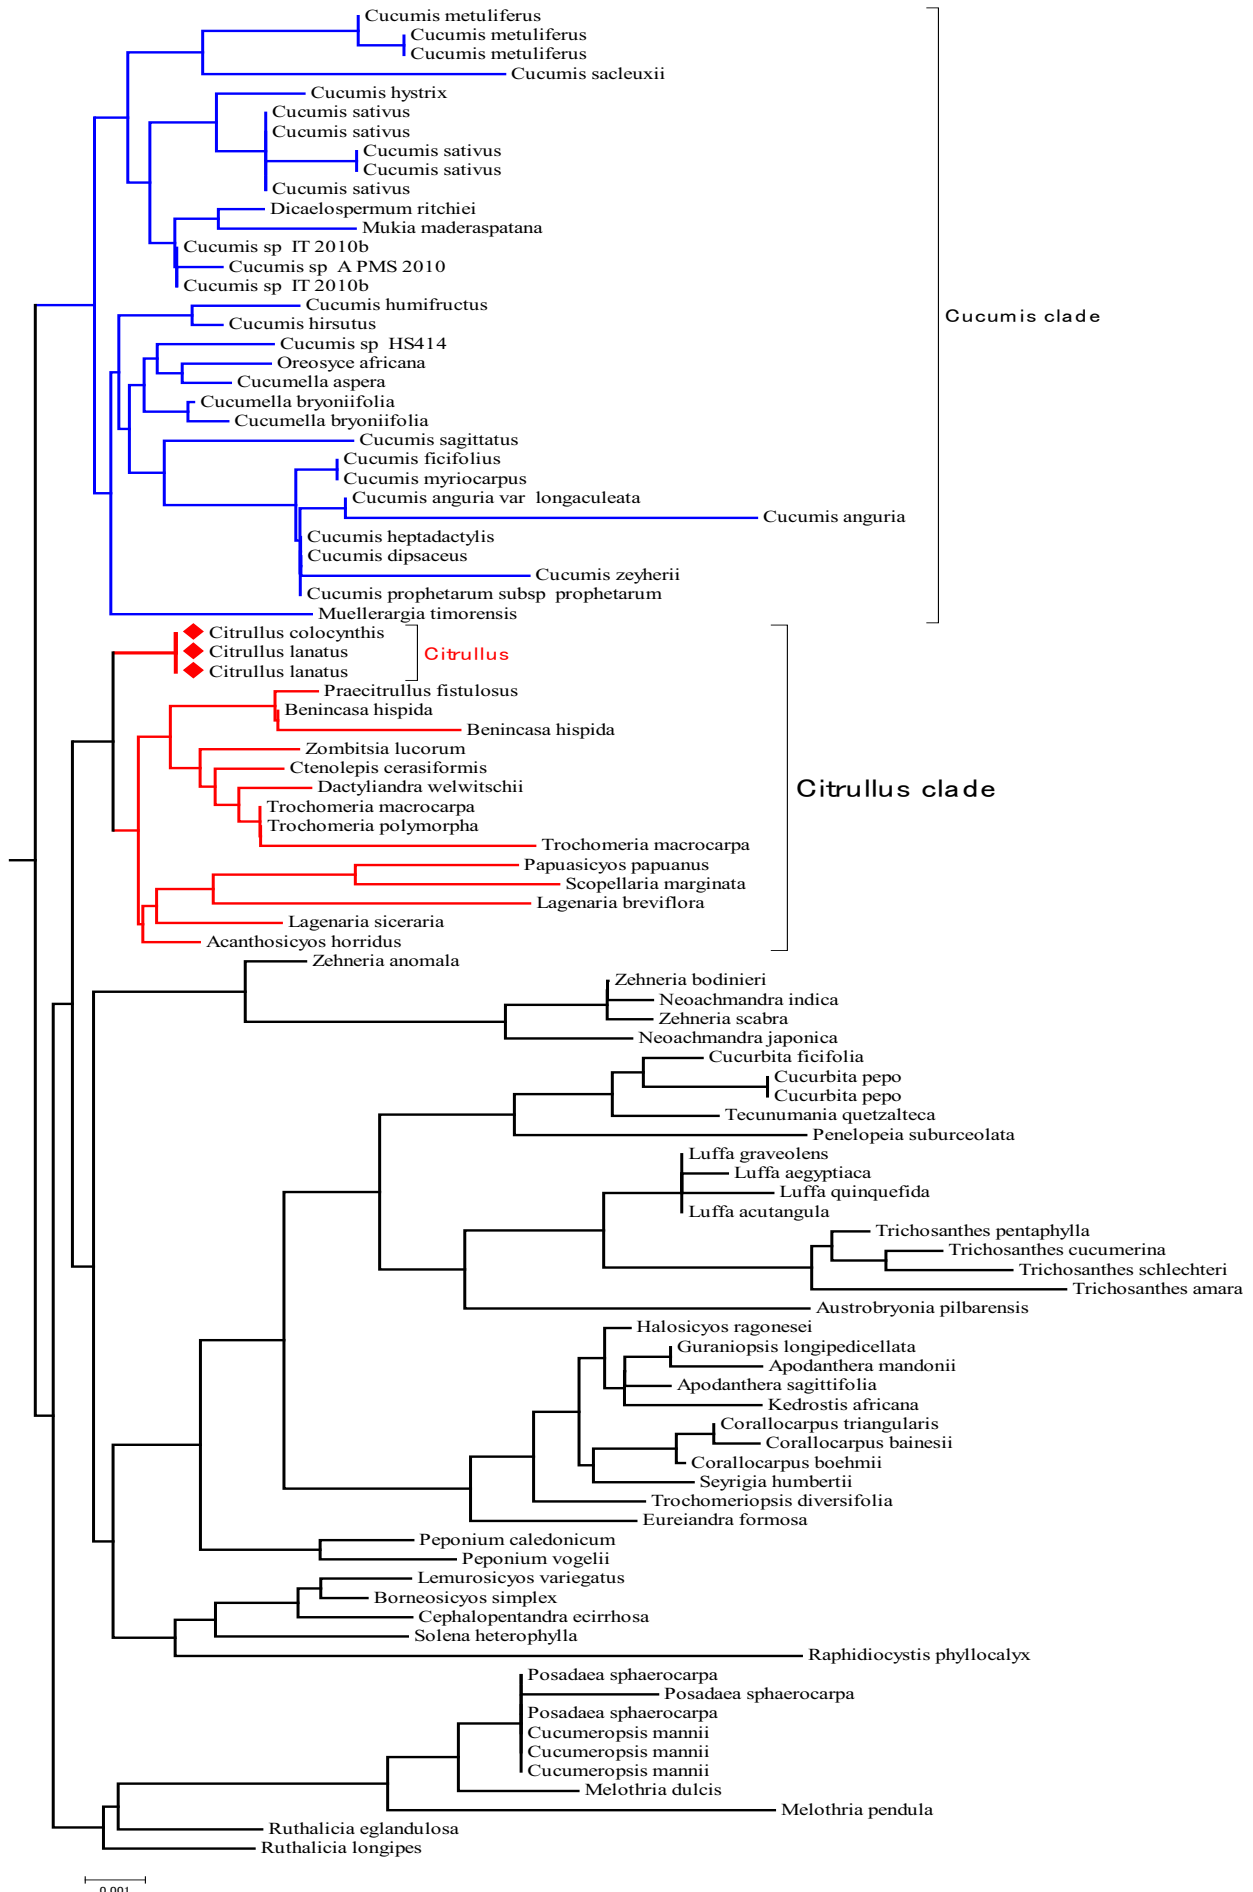 Cucumis metuliferus
Cucumis metuliferus
Cucumis metuliferus
Cucumis sacleuxii
Cucumis hystrix
Cucumis sativus
Cucumis sativus
Cucumis sativus
Cucumis sativus
Cucumis sativus
Dicaelospermum ritchiei
Mukia maderaspatana
Cucumis sp IT 2010b
Cucumis sp A PMS 2010
Cucumis sp IT 2010b
Cucumis humifructus
Cucumis clade
Cucumis hirsutus
Cucumis sp HS414
Oreosyce africana
Cucumella aspera
Cucumella bryoniifolia
Cucumella bryoniifolia
Cucumis sagittatus
Cucumis ficifolius
Cucumis myriocarpus
Cucumis anguria var longaculeata
Cucumis anguria
Cucumis heptadactylis
Cucumis dipsaceus
Cucumis zeyherii
Cucumis prophetarum subsp prophetarum
Muellerargia timorensis
Citrullus colocynthis
Citrullus lanatus
Citrullus
Citrullus lanatus
Praecitrullus fistulosus
Benincasa hispida
Benincasa hispida
Zombitsia lucorum
Ctenolepis cerasiformis
Dactyliandra welwitschii
Citrullus clade
Trochomeria macrocarpa
Trochomeria polymorpha
Trochomeria macrocarpa
Papuasicyos papuanus
Scopellaria marginata
Lagenaria breviflora
Lagenaria siceraria
Acanthosicyos horridus
Zehneria anomala
Zehneria bodinieri
Neoachmandra indica
Zehneria scabra
Neoachmandra japonica
Cucurbita ficifolia
Cucurbita pepo
Cucurbita pepo
Tecunumania quetzalteca
Penelopeia suburceolata
Luffa graveolens
Luffa aegyptiaca
Luffa quinquefida
Luffa acutangula
Trichosanthes pentaphylla
Trichosanthes cucumerina
Trichosanthes schlechteri
Trichosanthes amara
Austrobryonia pilbarensis
Halosicyos ragonesei
Guraniopsis longipedicellata
Apodanthera mandonii
Apodanthera sagittifolia
Kedrostis africana
Corallocarpus triangularis
Corallocarpus bainesii
Corallocarpus boehmii
Seyrigia humbertii
Trochomeriopsis diversifolia
Eureiandra formosa
Peponium caledonicum
Peponium vogelii
Lemurosicyos variegatus
Borneosicyos simplex
Cephalopentandra ecirrhosa
Solena heterophylla
Raphidiocystis phyllocalyx
Posadaea sphaerocarpa
Posadaea sphaerocarpa
Posadaea sphaerocarpa
Cucumeropsis mannii
Cucumeropsis mannii
Cucumeropsis mannii
Melothria dulcis
Melothria pendula
Ruthalicia eglandulosa
Ruthalicia longipes
0.001